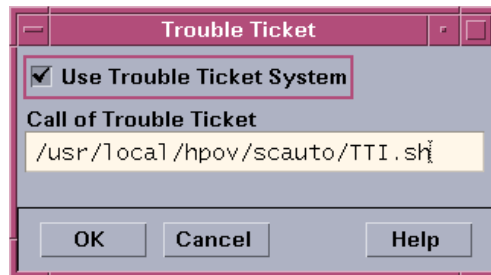 Trouble Ticket
Use Trouble Ticket System
Call of Trouble Ticket
/usr/local/hpov/scauto/TTI.sh
OK Cancel Help